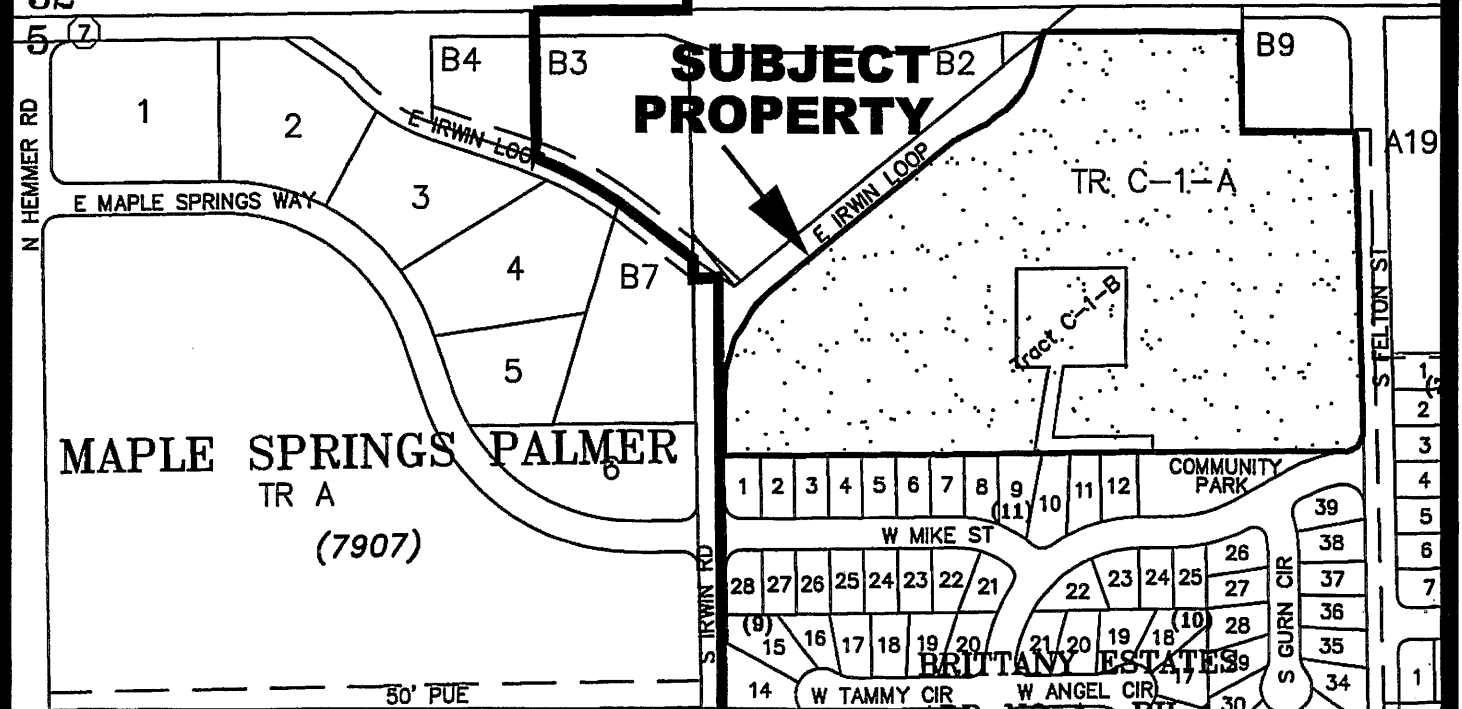 5
7
B4
B3
SUBJECT
PROPERTY
B2
B9
A19
1
2
3
4
5
B7
6
N HEMMER RD
E MAPLE SPRINGS WAY
E IRWIN LOO
E IRWIN LOOP
TR. C-1-A
Tract C-1-B
S FELTON ST
MAPLE SPRINGS PALMER
TR A
(7907)
50' PUE
S IRWIN RD
1 2 3 4 5 6 7 8 9 10 11 12
(11)
COMMUNITY
PARK
W MIKE ST
28 27 26 25 24 23 22 21
22 23 24 25
26
27
28
29
30
39
38
37
36
35
34
S GURN CIR
(9)
15 16 17 18 19 20
14
21 20 19 18
(10)
17
BRITTANY ESTATES
W TAMMY CIR
W ANGEL CIR
1
2
3
4
5
6
7
1